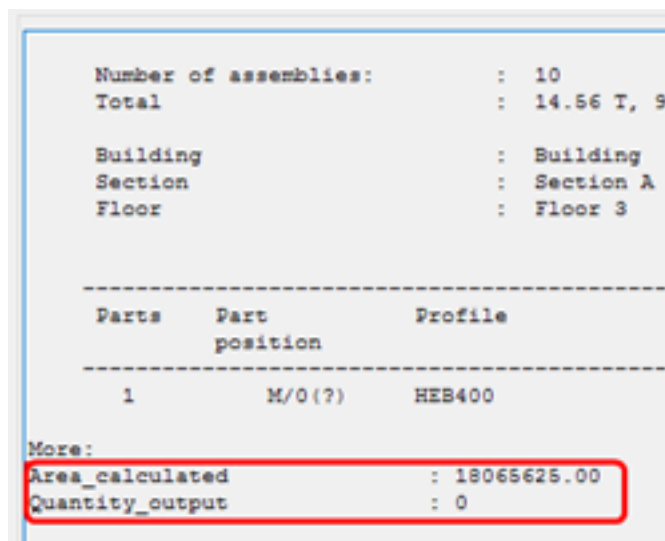 Number of assemblies: : 10
Total : 14.56 T, 9
Building : Building
Section : Section A
Floor : Floor 3
--------------------------------------------
Parts Part Profile
position
--------------------------------------------
1 M/0(?) HEB400
More:
Area_calculated : 18065625.00
Quantity_output : 0